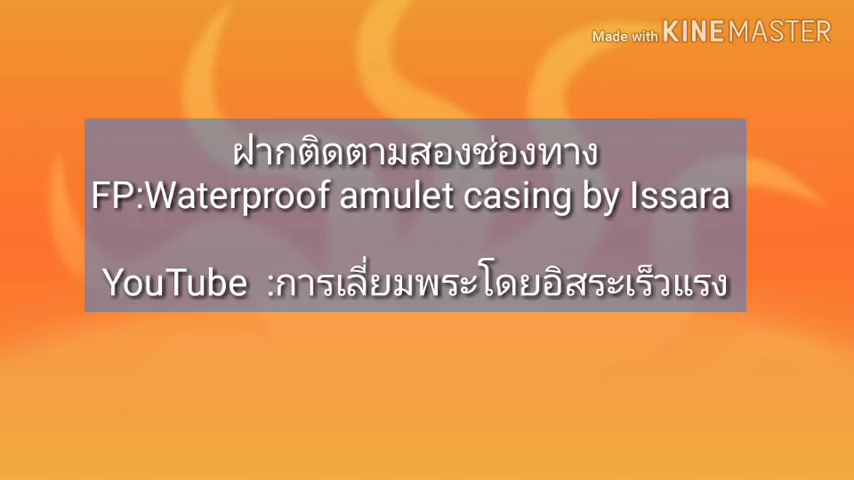 Made with KINEMASTER
ฝากติดตามสองช่องทาง
FP:Waterproof amulet casing by Issara
YouTube :การเลี่ยมพระโดยอิสระเร็วแรง